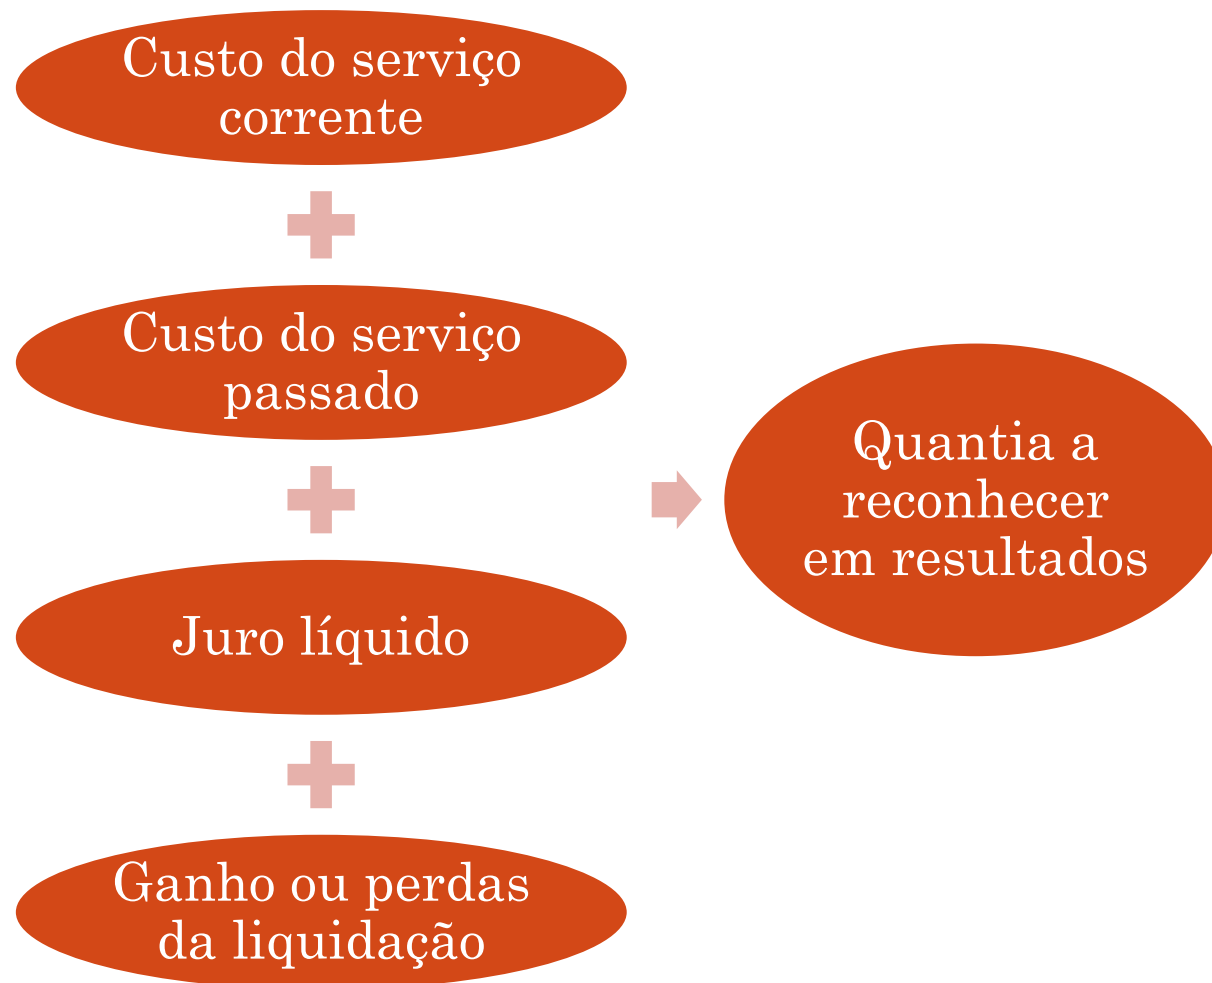 Custo do serviço
corrente
Custo do serviço
passado
Juro líquido
Ganho ou perdas
da liquidação
Quantia a
reconhecer
em resultados